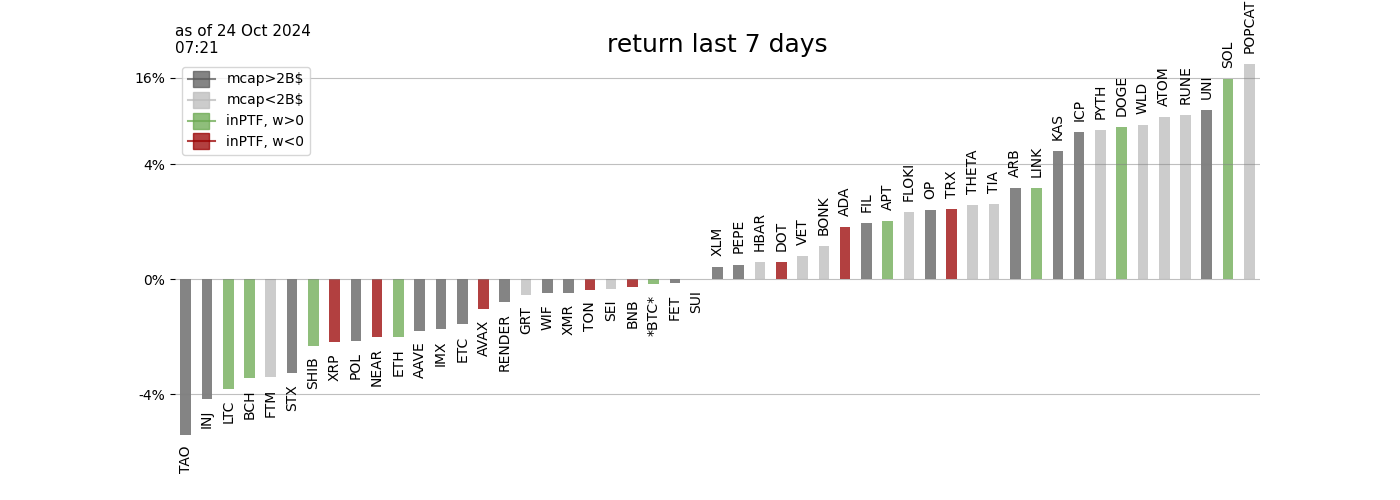 as of 24 Oct 2024
07:21
return last 7 days
mcap>2B$
mcap<2B$
inPTF, w>0
inPTF, w<0
16%
4%
0%
-4%
TAO
INJ
LTC
BCH
FTM
STX
SHIB
XRP
POL
NEAR
ETH
AAVE
IMX
ETC
AVAX
RENDER
GRT
WIF
XMR
TON
SEI
BNB
*BTC*
FET
SUI
XLM
PEPE
HBAR
DOT
VET
BONK
ADA
FIL
APT
FLOKI
OP
TRX
THETA
TIA
ARB
LINK
KAS
ICP
PYTH
DOGE
WLD
ATOM
RUNE
UNI
SOL
POPCAT